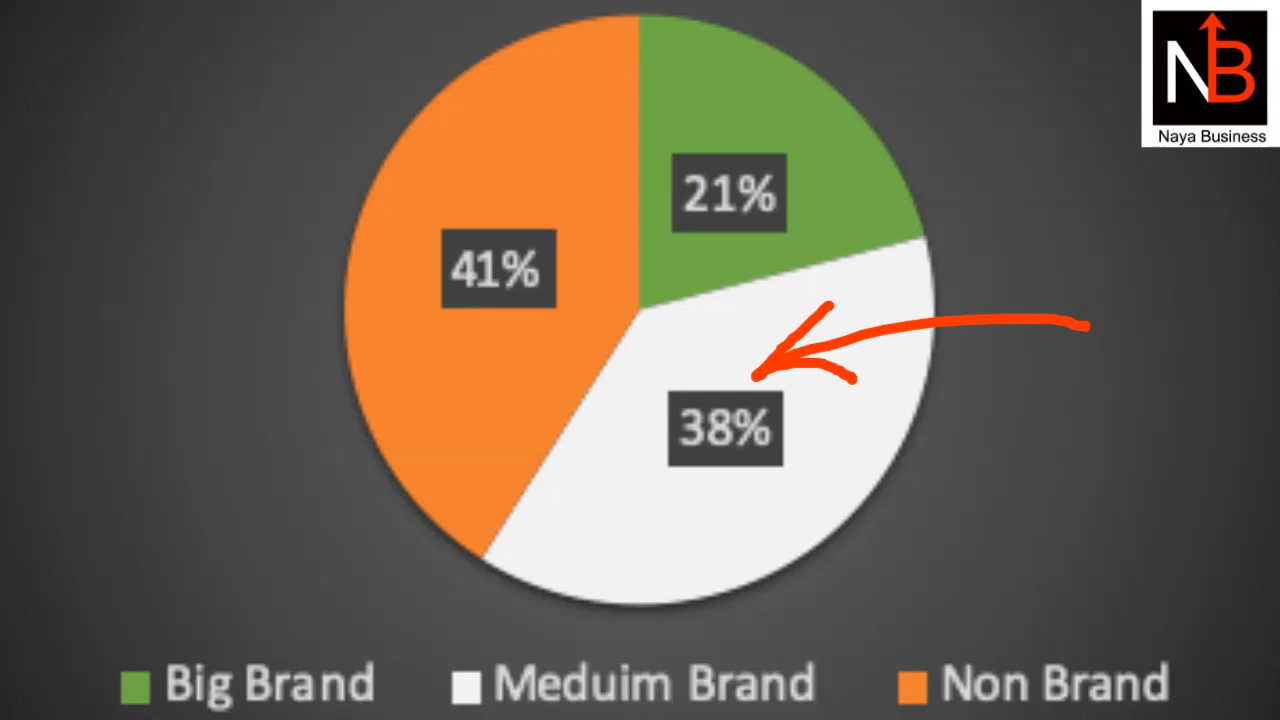 NB
Naya Business
21%
41%
38%
Big Brand
Meduim Brand
Non Brand